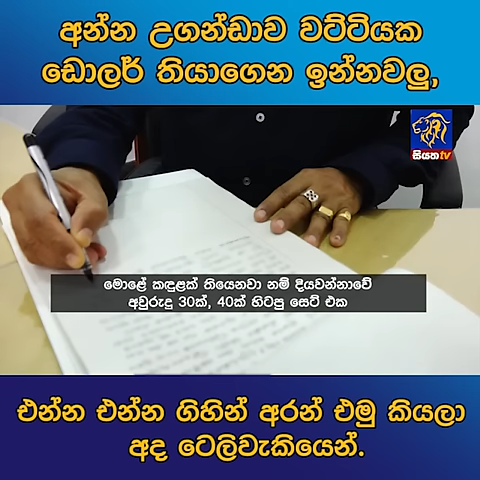 අන්න උගන්ඩාව වට්ටියක
ඩොලර් තියාගෙන ඉන්නවලු,
සියත tv
මොළේ කඳුළක් තියෙනවා නම් දියවන්නාවේ
අවුරුදු 30ක්, 40ක් හිටපු සෙට් එක
එන්න එන්න ගිහින් අරන් එමු කියලා
අද ටෙලිවැකියෙන්.